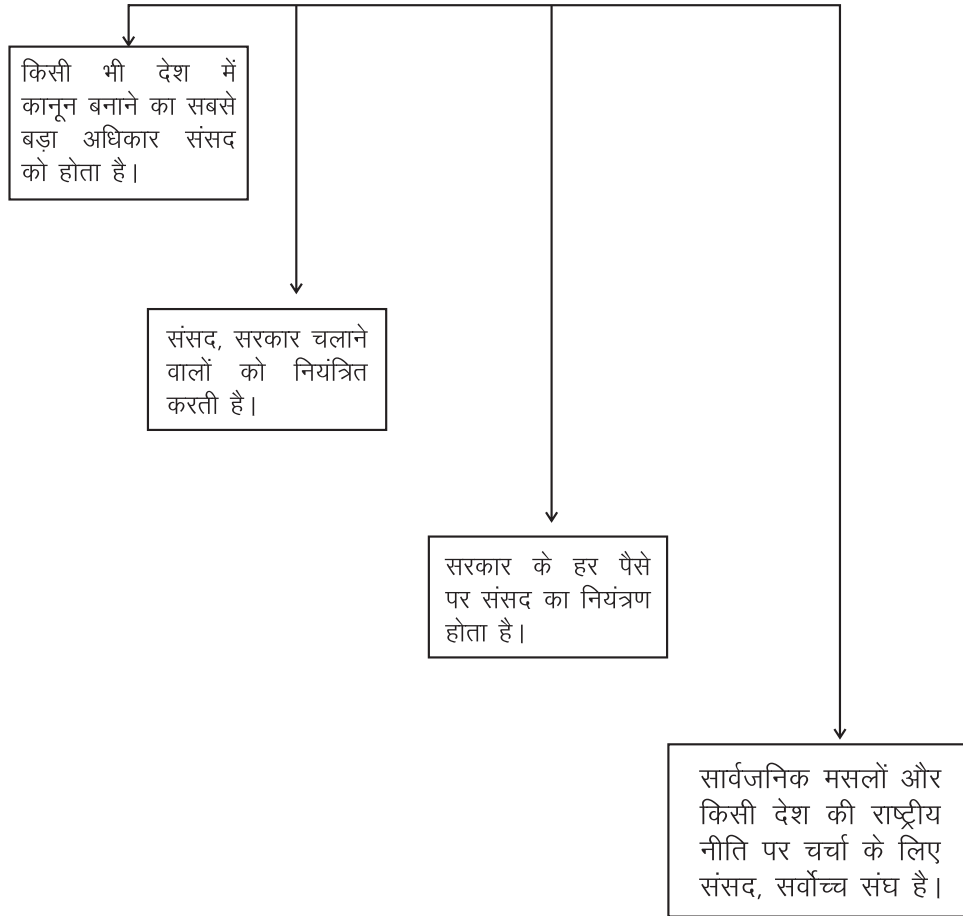 किसी भी देश में
कानून बनाने का सबसे
बड़ा अधिकार संसद
को होता है।
संसद, सरकार चलाने
वालों को नियंत्रित
करती है।
सरकार के हर पैसे
पर संसद का नियंत्रण
होता है।
सार्वजनिक मसलों और
किसी देश की राष्ट्रीय
नीति पर चर्चा के लिए
संसद, सर्वोच्च संघ है।